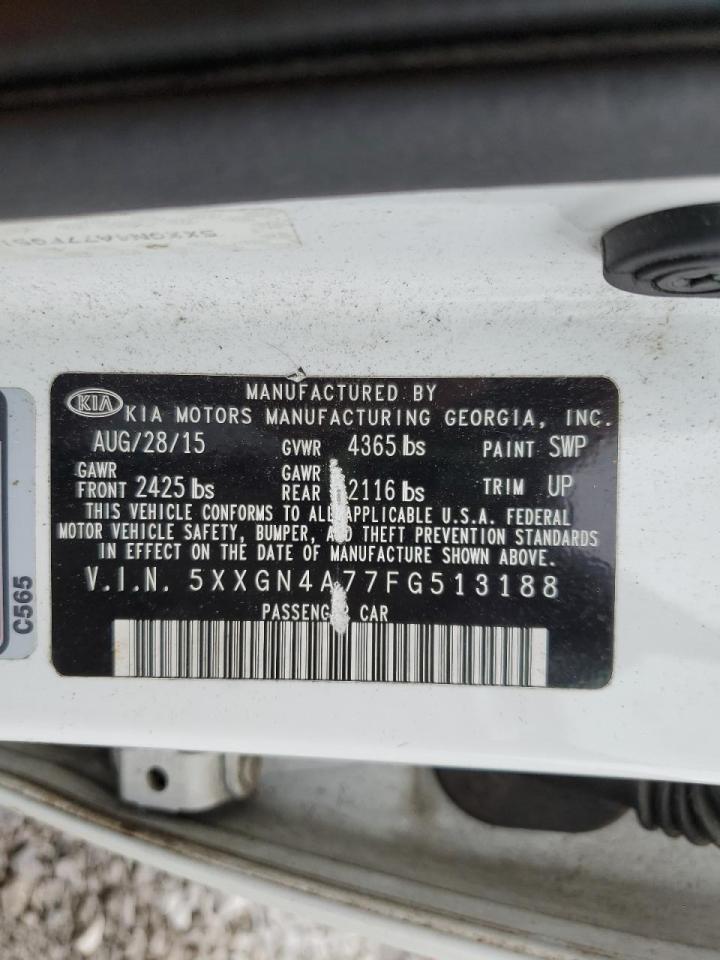 5XXGN4A77FG51
MANUFACTURED BY
KIA KIA MOTORS MANUFACTURING GEORGIA, INC.
AUG/28/15 GVWR 4365 lbs PAINT SWP
GAWR FRONT 2425 lbs GAWR REAR 2116 lbs TRIM UP
THIS VEHICLE CONFORMS TO ALL APPLICABLE U.S.A. FEDERAL
MOTOR VEHICLE SAFETY, BUMPER, AND THEFT PREVENTION STANDARDS
IN EFFECT ON THE DATE OF MANUFACTURE SHOWN ABOVE.
V.I.N. 5XXGN4A77FG513188
PASSENGER CAR
C565